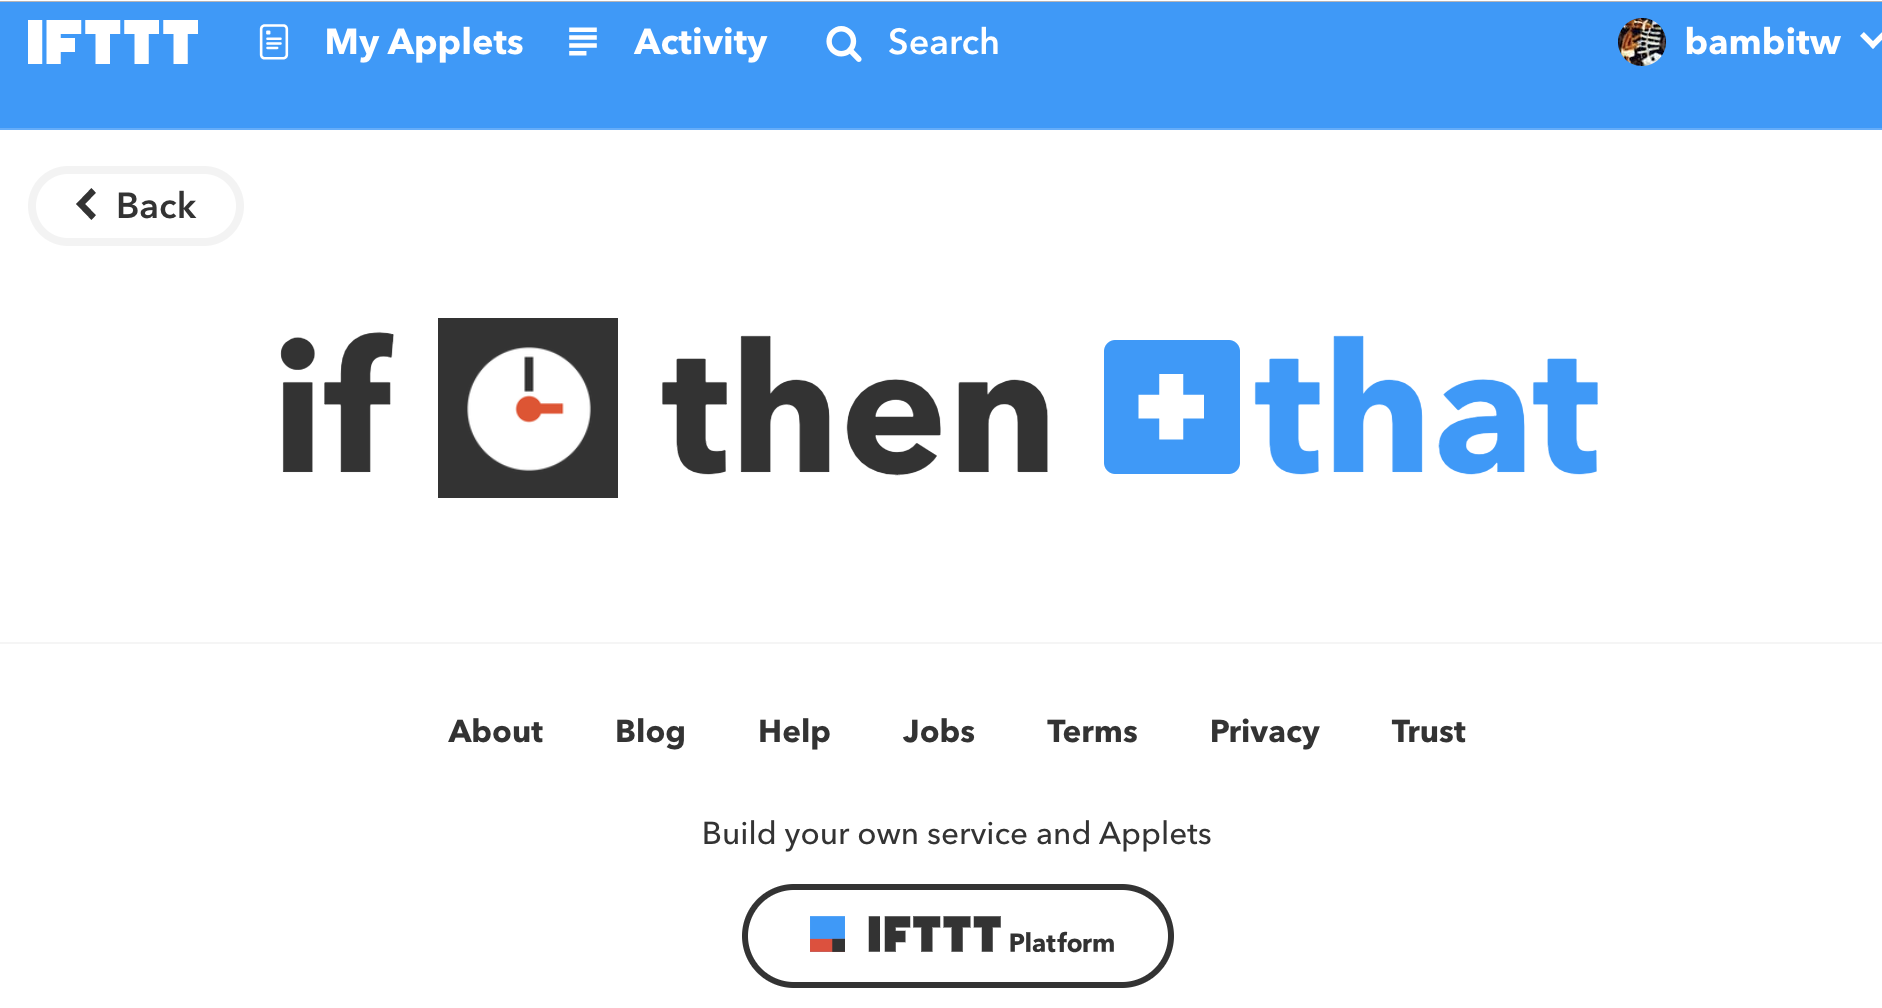 IFTTT My Applets Activity Search bambitw
Back
if then that
About Blog Help Jobs Terms Privacy Trust
Build your own service and Applets
IFTTT Platform